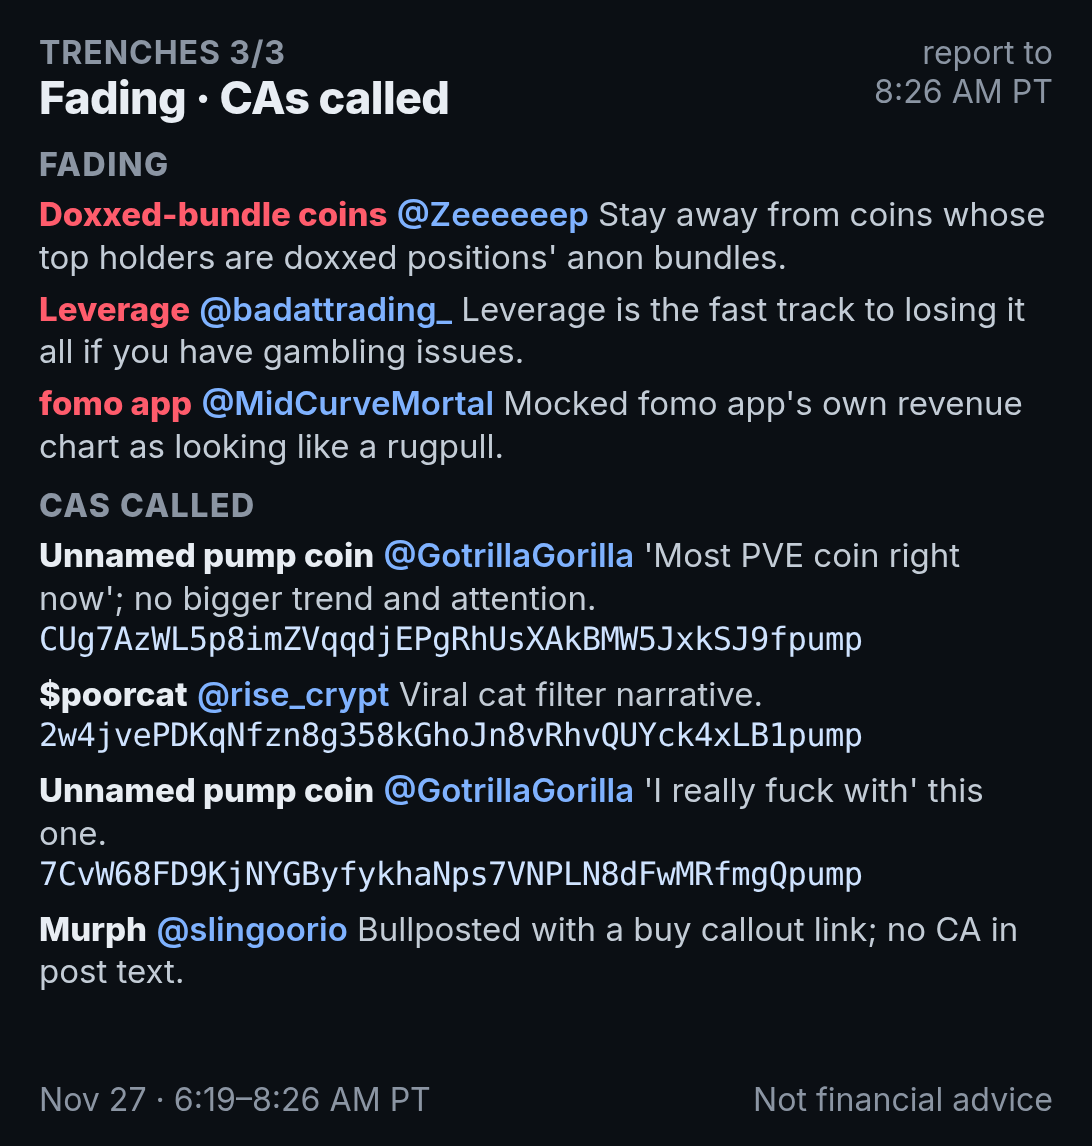 TRENCHES 3/3
report to
8:26 AM PT
Fading · CAs called
FADING
Doxxed-bundle coins @Zeeeeeep Stay away from coins whose
top holders are doxxed positions' anon bundles.
Leverage @badattrading_ Leverage is the fast track to losing it
all if you have gambling issues.
fomo app @MidCurveMortal Mocked fomo app's own revenue
chart as looking like a rugpull.
CAS CALLED
Unnamed pump coin @GotrillaGorilla 'Most PVE coin right
now'; no bigger trend and attention.
CUg7AzWL5p8imZVqqdjEPgRhUsXAkBMW5JxkSJ9fpump
$poorcat @rise_crypt Viral cat filter narrative.
2w4jvePDKqNfzn8g358kGhoJn8vRhvQUYck4xLB1pump
Unnamed pump coin @GotrillaGorilla 'I really fuck with' this
one.
7CvW68FD9KjNYGByfykhaNps7VNPLN8dFwMRfmgQpump
Murph @slingoorio Bullposted with a buy callout link; no CA in
post text.
Nov 27 · 6:19–8:26 AM PT
Not financial advice